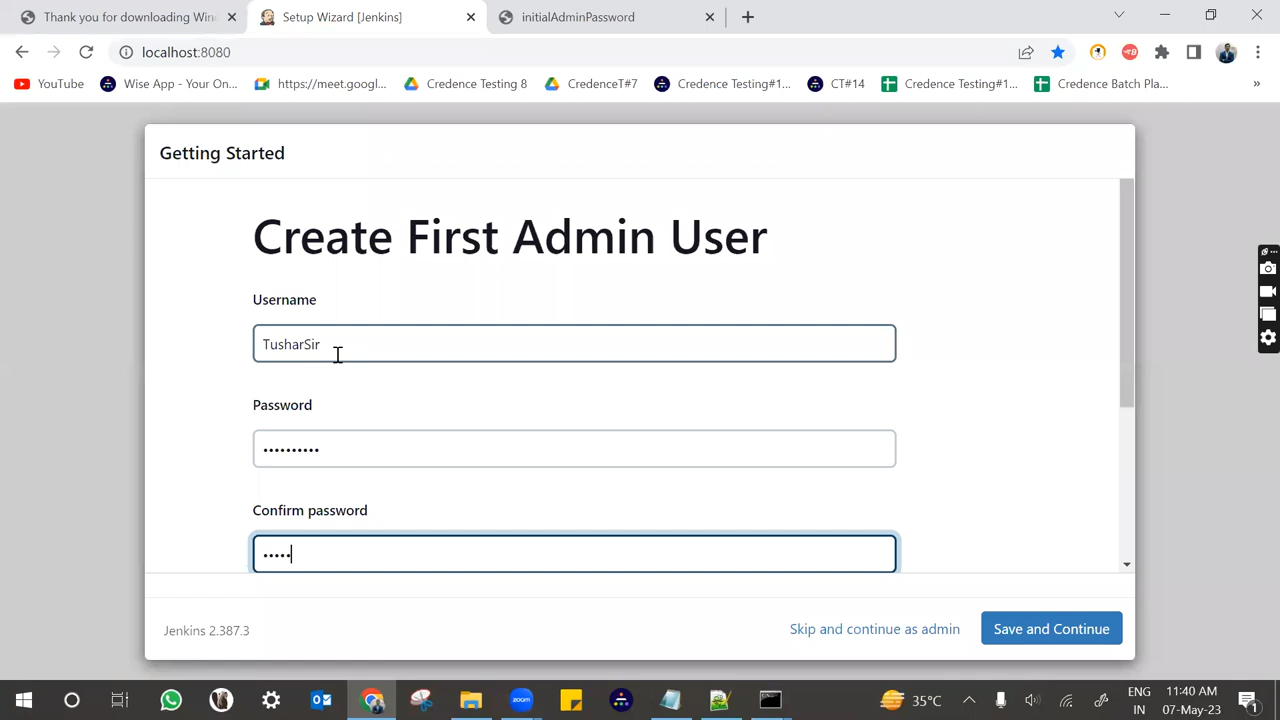 Thank you for downloading Win
Setup Wizard [Jenkins]
initialAdminPassword
localhost:8080
YouTube
Wise App - Your On...
https://meet.googl...
Credence Testing 8
CredenceT#7
Credence Testing#1...
CT#14
Credence Testing#1...
Credence Batch Pla...
»
Getting Started
Create First Admin User
Username
TusharSir
Password
••••••••••
Confirm password
•••••
Jenkins 2.387.3
Skip and continue as admin
Save and Continue
35°C
ENG
IN
11:40 AM
07-May-23
1